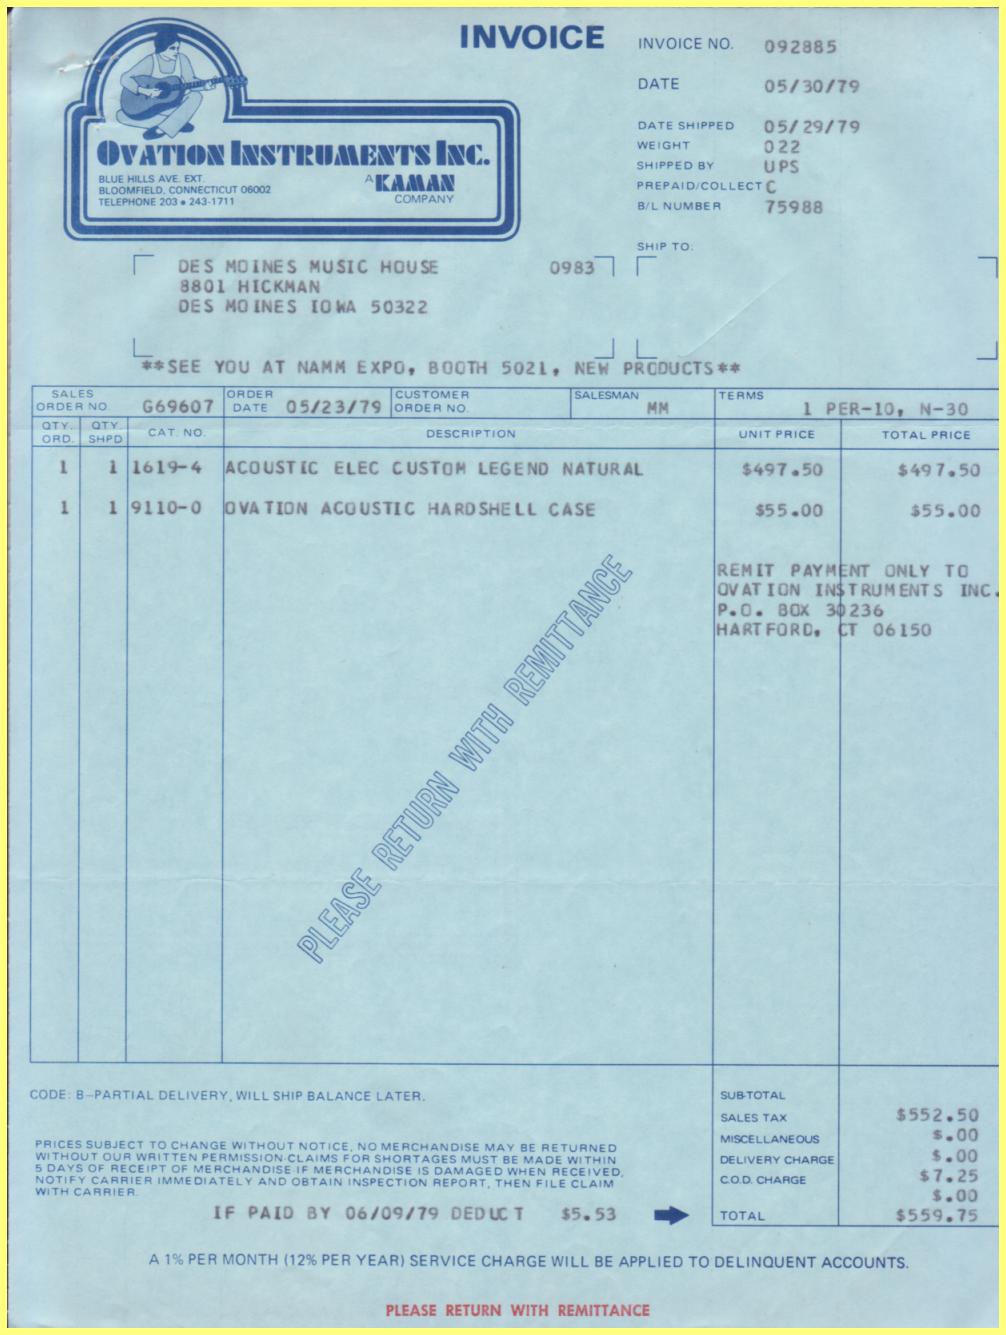 INVOICE
INVOICE NO. 092885
DATE 05/30/79
DATE SHIPPED 05/29/79
WEIGHT 022
SHIPPED BY UPS
PREPAID/COLLECT C
B/L NUMBER 75988
OVATION INSTRUMENTS INC.
BLUE HILLS AVE. EXT.
BLOOMFIELD, CONNECTICUT 06002
TELEPHONE 203 • 243-1711
A KAMAN
COMPANY
SHIP TO:
DES MOINES MUSIC HOUSE 0983
8801 HICKMAN
DES MOINES IOWA 50322
**SEE YOU AT NAMM EXPO, BOOTH 5021, NEW PRODUCTS**
SALES ORDER NO. G69607 ORDER DATE 05/23/79 CUSTOMER ORDER NO. SALESMAN MM TERMS 1 PER-10, N-30
QTY. ORD. QTY. SHPD CAT. NO. DESCRIPTION UNIT PRICE TOTAL PRICE
1 1 1619-4 ACOUSTIC ELEC CUSTOM LEGEND NATURAL $497.50 $497.50
1 1 9110-0 OVATION ACOUSTIC HARDSHELL CASE $55.00 $55.00
REMIT PAYMENT ONLY TO
OVATION INSTRUMENTS INC.
P.O. BOX 30236
HARTFORD, CT 06150
PLEASE RETURN WITH REMITTANCE
CODE: B-PARTIAL DELIVERY, WILL SHIP BALANCE LATER.
PRICES SUBJECT TO CHANGE WITHOUT NOTICE, NO MERCHANDISE MAY BE RETURNED
WITHOUT OUR WRITTEN PERMISSION-CLAIMS FOR SHORTAGES MUST BE MADE WITHIN
5 DAYS OF RECEIPT OF MERCHANDISE-IF MERCHANDISE IS DAMAGED WHEN RECEIVED,
NOTIFY CARRIER IMMEDIATELY AND OBTAIN INSPECTION REPORT, THEN FILE CLAIM
WITH CARRIER.
SUB-TOTAL
SALES TAX $552.50
MISCELLANEOUS $.00
DELIVERY CHARGE $.00
C.O.D. CHARGE $7.25
$.00
IF PAID BY 06/09/79 DEDUCT $5.53 TOTAL $559.75
A 1% PER MONTH (12% PER YEAR) SERVICE CHARGE WILL BE APPLIED TO DELINQUENT ACCOUNTS.
PLEASE RETURN WITH REMITTANCE